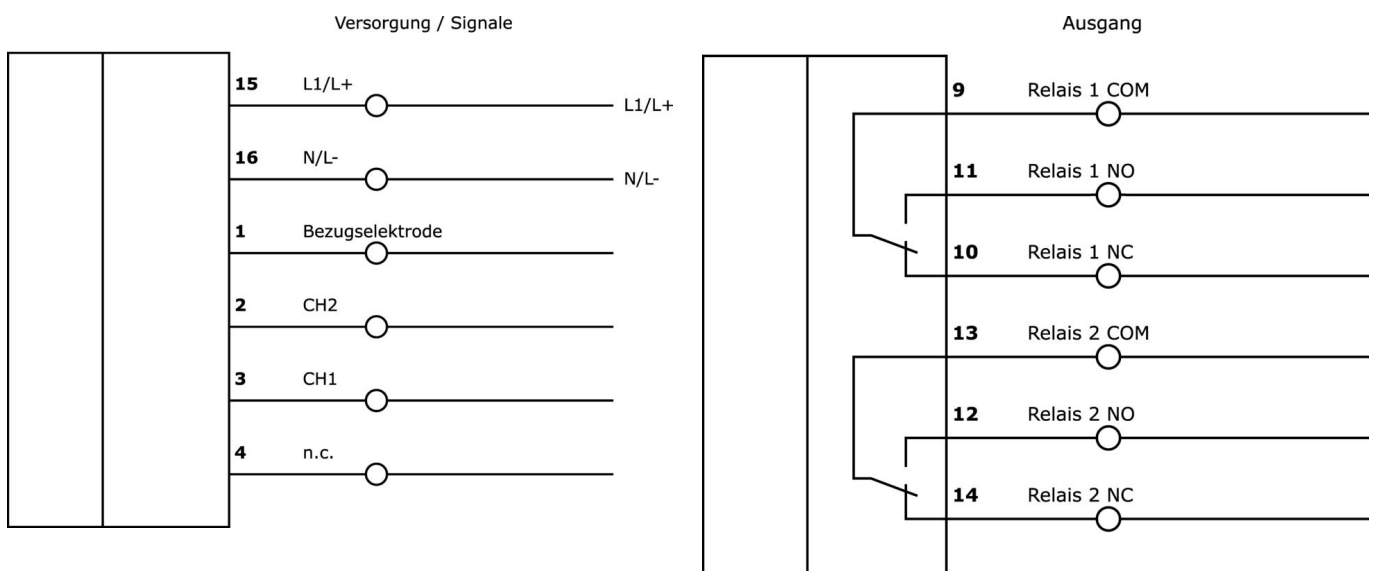 Versorgung / Signale
15 L1/L+
L1/L+
16 N/L-
N/L-
1 Bezugselektrode
2 CH2
3 CH1
4 n.c.
Ausgang
9 Relais 1 COM
11 Relais 1 NO
10 Relais 1 NC
13 Relais 2 COM
12 Relais 2 NO
14 Relais 2 NC